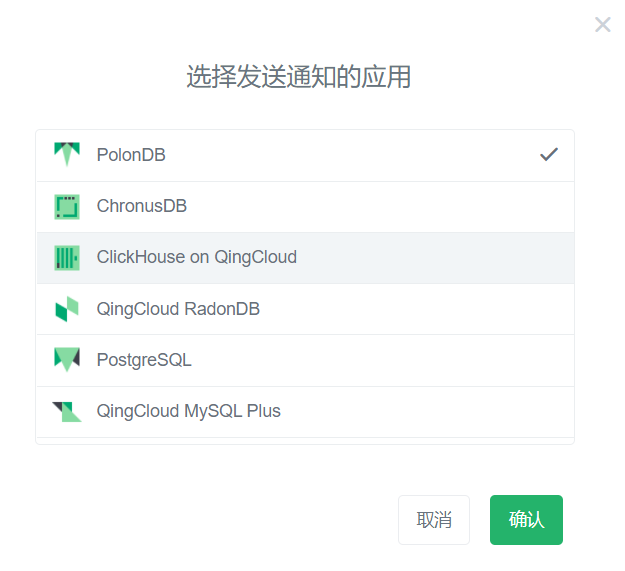 选择发送通知的应用
PolonDB
ChronusDB
ClickHouse on QingCloud
QingCloud RadonDB
PostgreSQL
QingCloud MySQL Plus
取消
确认